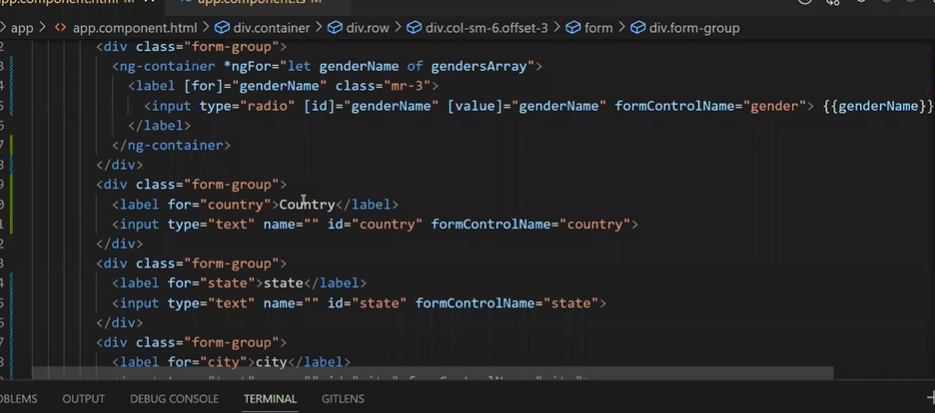 app.component.html app.component.ts
> app > <> app.component.html > div.container > div.row > div.col-sm-6.offset-3 > form > div.form-group
2 <div class="form-group">
3 <ng-container *ngFor="let genderName of gendersArray">
4 <label [for]="genderName" class="mr-3">
5 <input type="radio" [id]="genderName" [value]="genderName" formControlName="gender"> {{genderName}}
6 </label>
7 </ng-container>
8 </div>
9 <div class="form-group">
0 <label for="country">Country</label>
1 <input type="text" name="" id="country" formControlName="country">
2 </div>
3 <div class="form-group">
4 <label for="state">state</label>
5 <input type="text" name="" id="state" formControlName="state">
6 </div>
7 <div class="form-group">
8 <label for="city">city</label>
OBLEMS OUTPUT DEBUG CONSOLE TERMINAL GITLENS